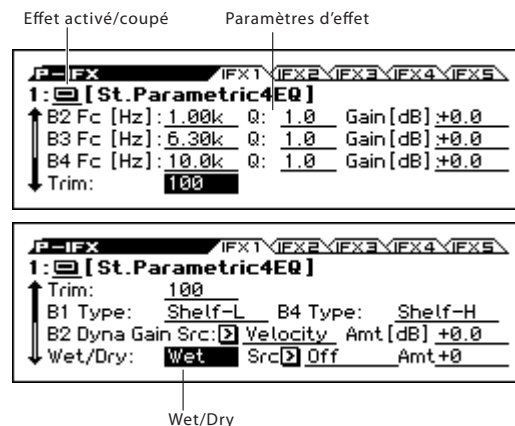 Effet activé/coupé Paramètres d’effet
P-IFX IFX1 IFX2 IFX3 IFX4 IFX5
1: [St.Parametric4EQ]
B2 Fc [Hz]: 1.00k Q: 1.0 Gain[dB]:+0.0
B3 Fc [Hz]: 6.30k Q: 1.0 Gain[dB]:+0.0
B4 Fc [Hz]: 10.0k Q: 1.0 Gain[dB]:+0.0
Trim: 100
P-IFX IFX1 IFX2 IFX3 IFX4 IFX5
1: [St.Parametric4EQ]
Trim: 100
B1 Type: Shelf-L B4 Type: Shelf-H
B2 Dyna Gain Src: Velocity Amt[dB] +0.0
Wet/Dry: Wet Src Off Amt +0
Wet/Dry